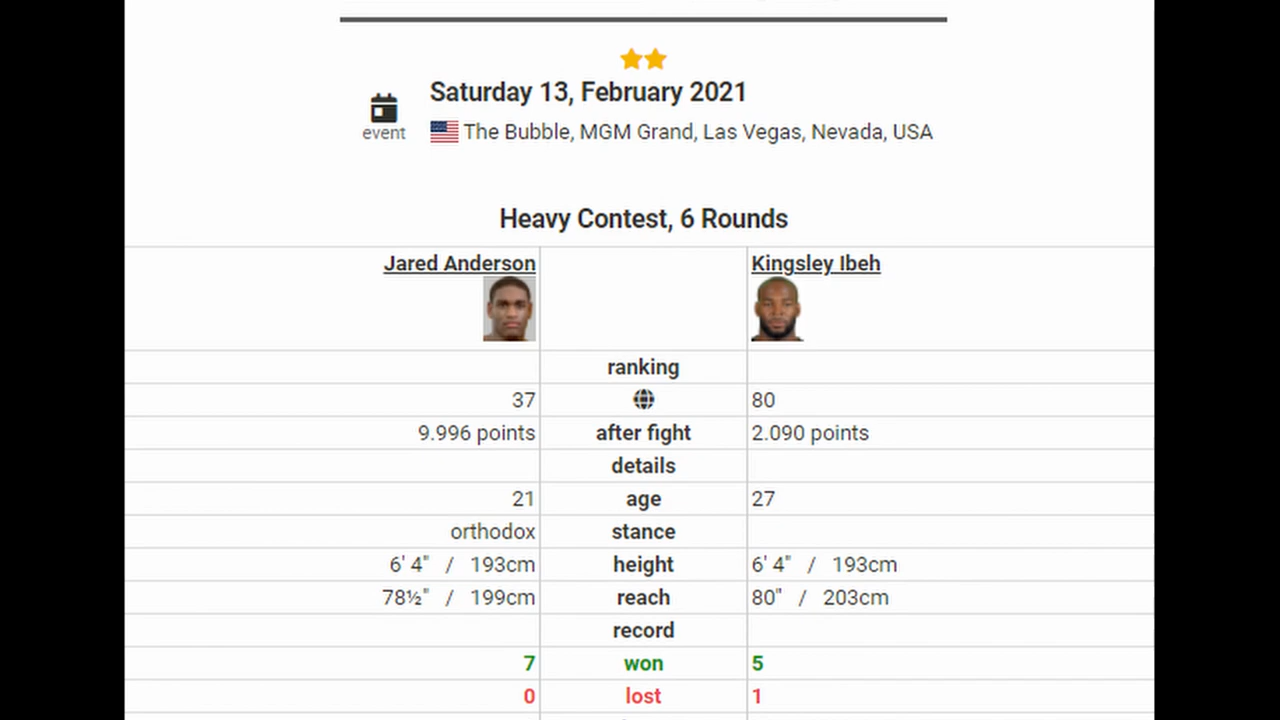 Saturday 13, February 2021
event
The Bubble, MGM Grand, Las Vegas, Nevada, USA
Heavy Contest, 6 Rounds
Jared Anderson Kingsley Ibeh
ranking
37 80
9.996 points after fight 2.090 points
details
21 age 27
orthodox stance
6' 4" / 193cm height 6' 4" / 193cm
78½" / 199cm reach 80" / 203cm
record
7 won 5
0 lost 1